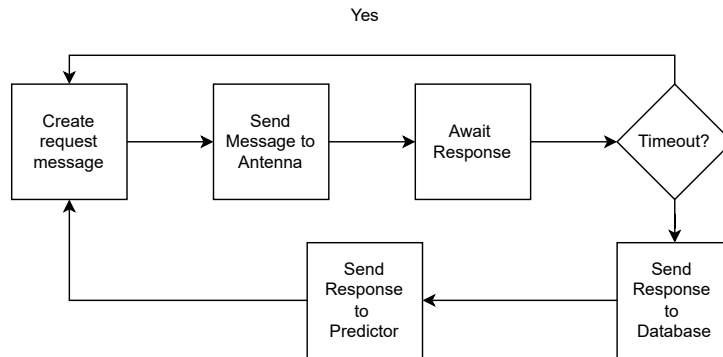 Yes
Create
request
message
Send
Message to
Antenna
Await
Response
Timeout?
Send
Response
to
Predictor
Send
Response
to
Database